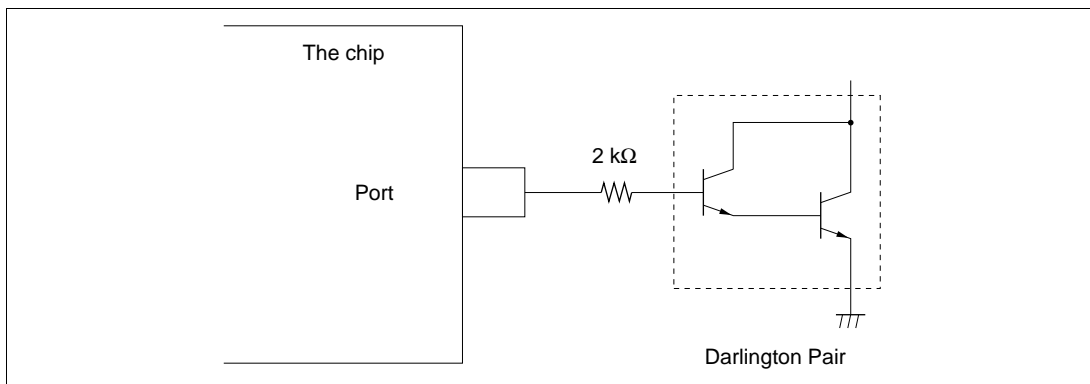 The chip
2 kΩ
Port
Darlington Pair